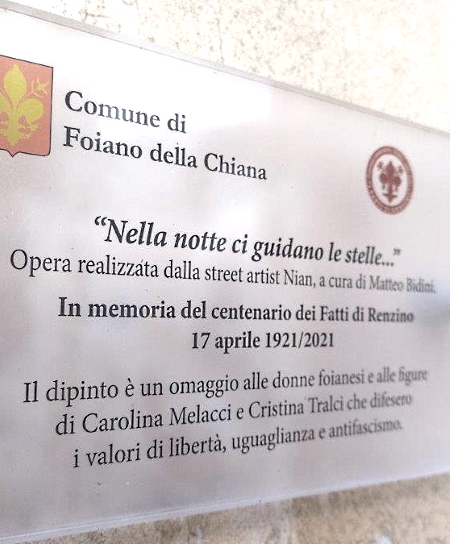 Comune di
Foiano della Chiana
“Nella notte ci guidano le stelle...”
Opera realizzata dalla street artist Nian, a cura di Matteo Bidini.
In memoria del centenario dei Fatti di Renzino
17 aprile 1921/2021
Il dipinto è un omaggio alle donne foianesi e alle figure
di Carolina Melacci e Cristina Tralci che difesero
i valori di libertà, uguaglianza e antifascismo.